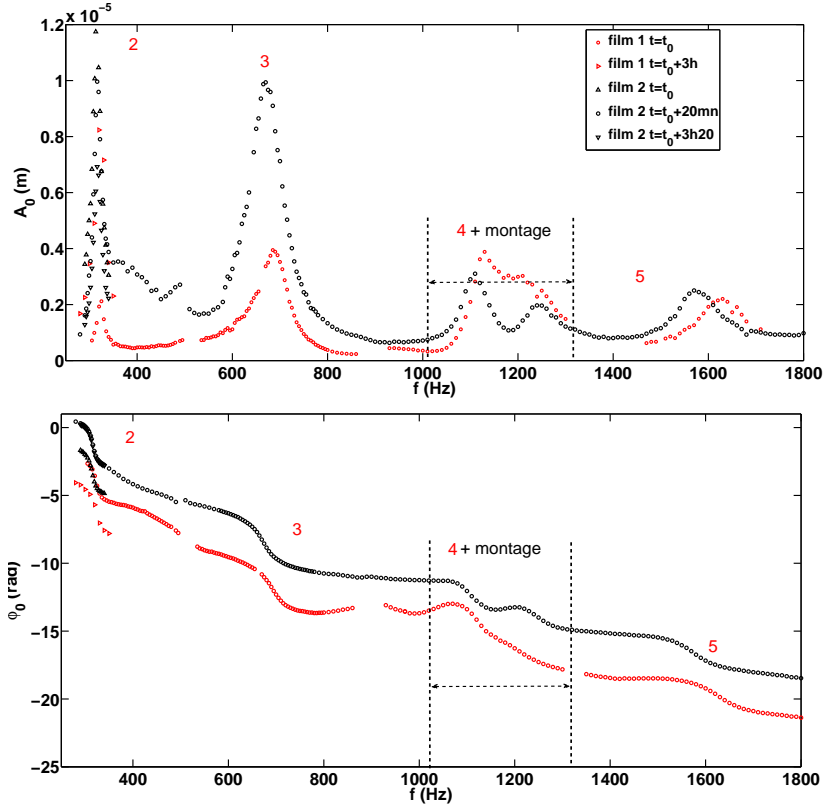 x 10^-5
1.2
1
0.8
0.6
0.4
0.2
0
A_0 (m)
2
3
4 + montage
5
film 1 t=t_0
film 1 t=t_0+3h
film 2 t=t_0
film 2 t=t_0+20mn
film 2 t=t_0+3h20
400 600 800 1000 1200 1400 1600 1800
f (Hz)
0
−5
−10
−15
−20
−25
ϕ_0 (rad)
2
3
4 + montage
5
400 600 800 1000 1200 1400 1600 1800
f (Hz)